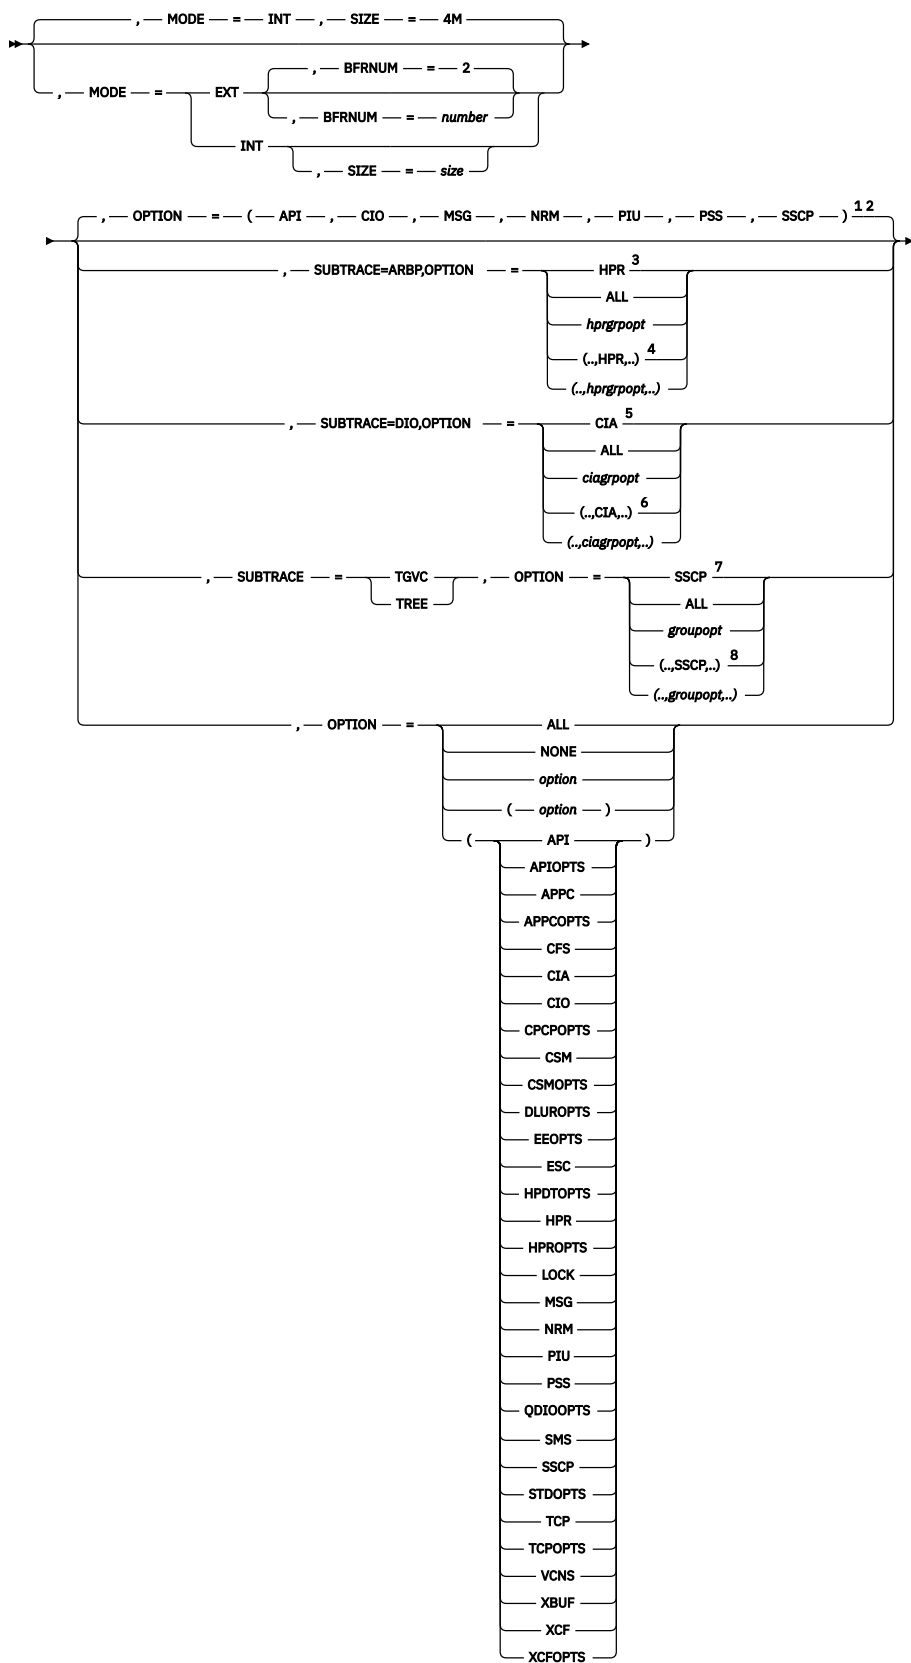 , MODE = INT , SIZE = 4M
, BFRNUM = 2
, MODE = EXT
, BFRNUM = number
INT
, SIZE = size
, OPTION = ( API , CIO , MSG , NRM , PIU , PSS , SSCP ) 1 2
, SUBTRACE=ARBP,OPTION = HPR 3
ALL
hprgrpopt
(..,HPR,..) 4
(..,hprgrpopt,..)
, SUBTRACE=DIO,OPTION = CIA 5
ALL
ciagrpopt
(..,CIA,..) 6
(..,ciagrpopt,..)
, SUBTRACE = TGVC , OPTION = SSCP 7
TREE ALL
groupopt
(..,SSCP,..) 8
(..,groupopt,..)
, OPTION = ALL
NONE
option
( option )
( API )
APIOPTS
APPC
APPCOPTS
CFS
CIA
CIO
CPCPOPTS
CSM
CSMOPTS
DLUROPTS
EEOPTS
ESC
HPDTOPTS
HPR
HPROPTS
LOCK
MSG
NRM
PIU
PSS
QDIOOPTS
SMS
SSCP
STDOPTS
TCP
TCPOPTS
VCNS
XBUF
XCF
XCFOPTS